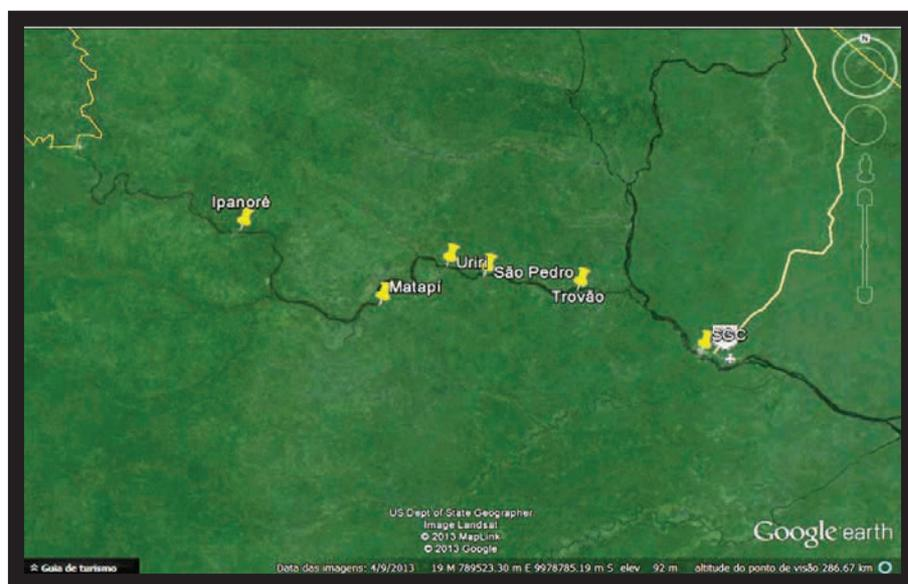 N
Ipanoré
Uriri
São Pedro
Matapi
Trovão
SGC
US Dept of State Geographer
Image Landsat
© 2013 MapLink
© 2013 Google
Google earth
Guia de turismo
Data das imagens: 4/9/2013 19 M 789523.30 m E 9978785.19 m S elev 92 m altitude do ponto de visão 286.67 km